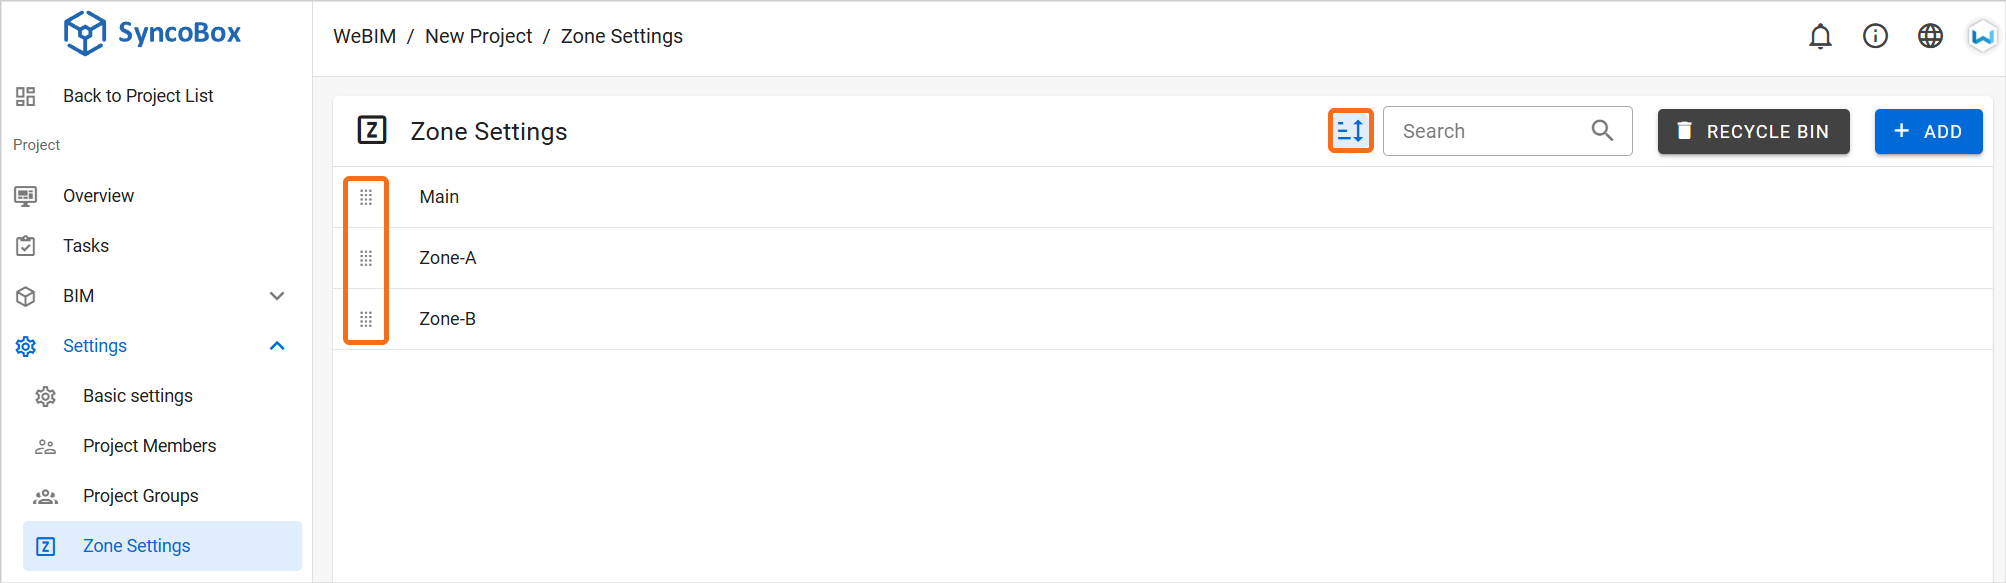 SyncoBox
WeBIM / New Project / Zone Settings
Back to Project List
Project
Overview
Tasks
BIM
Settings
Basic settings
Project Members
Project Groups
Z Zone Settings
Z Zone Settings
Search
RECYCLE BIN
+ ADD
Main
Zone-A
Zone-B